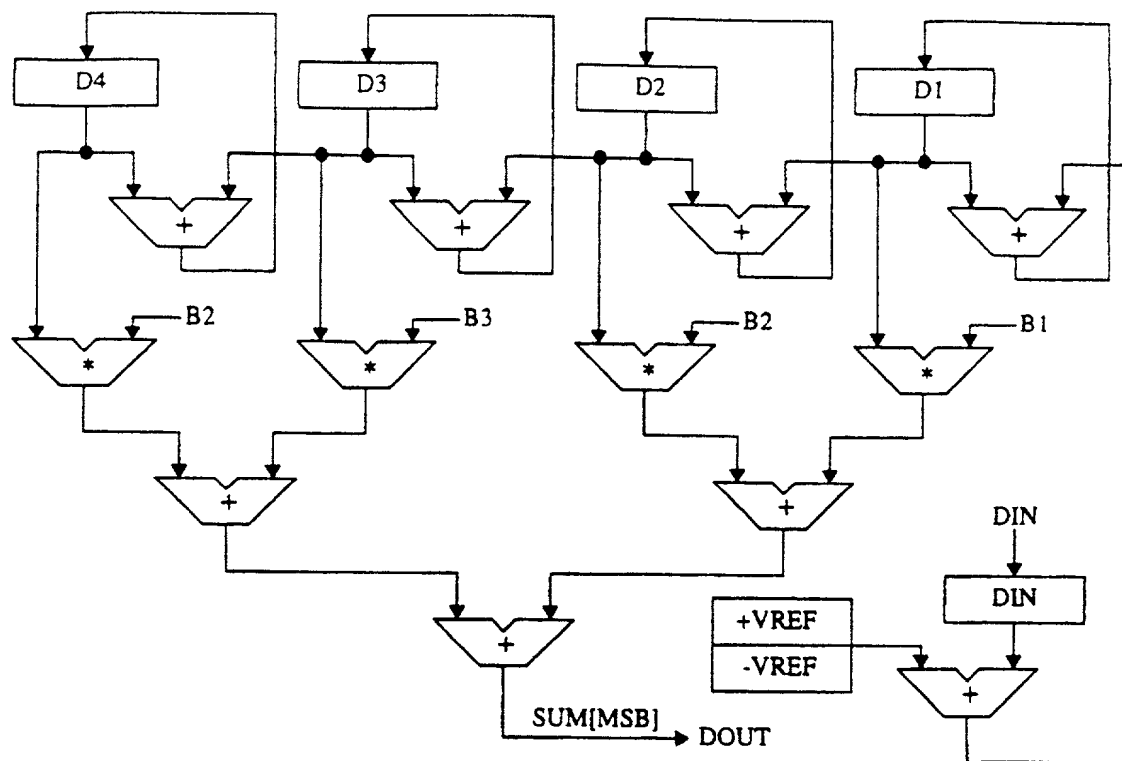 D4 D3 D2 D1
+ + + +
B2 B3 B2 B1
* * * *
+ +
DIN
DIN
+VREF
-VREF
+ +
SUM[MSB] DOUT